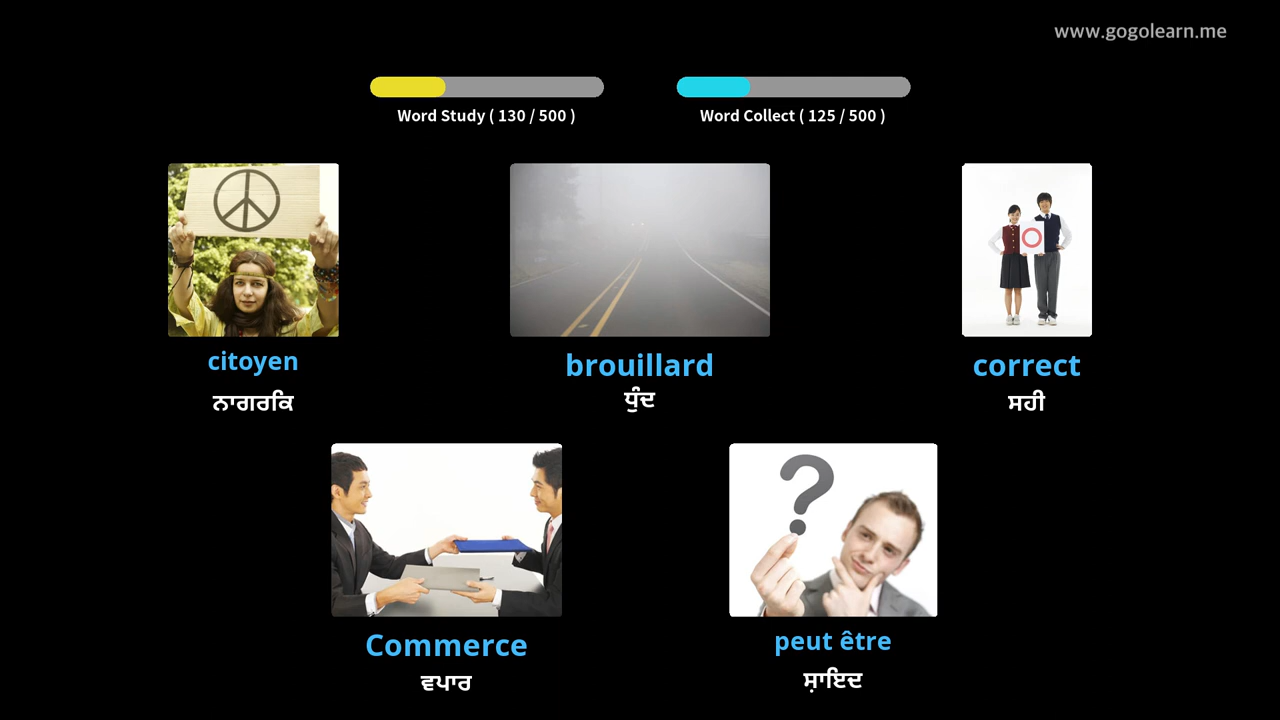 www.gogolearn.me
Word Study ( 130 / 500 )
Word Collect ( 125 / 500 )
citoyen
ਨਾਗਰਕਿ
brouillard
ਧੁੰਦ
correct
ਸਹੀ
Commerce
ਵਪਾਰ
peut être
ਸ਼ਾਇਦ